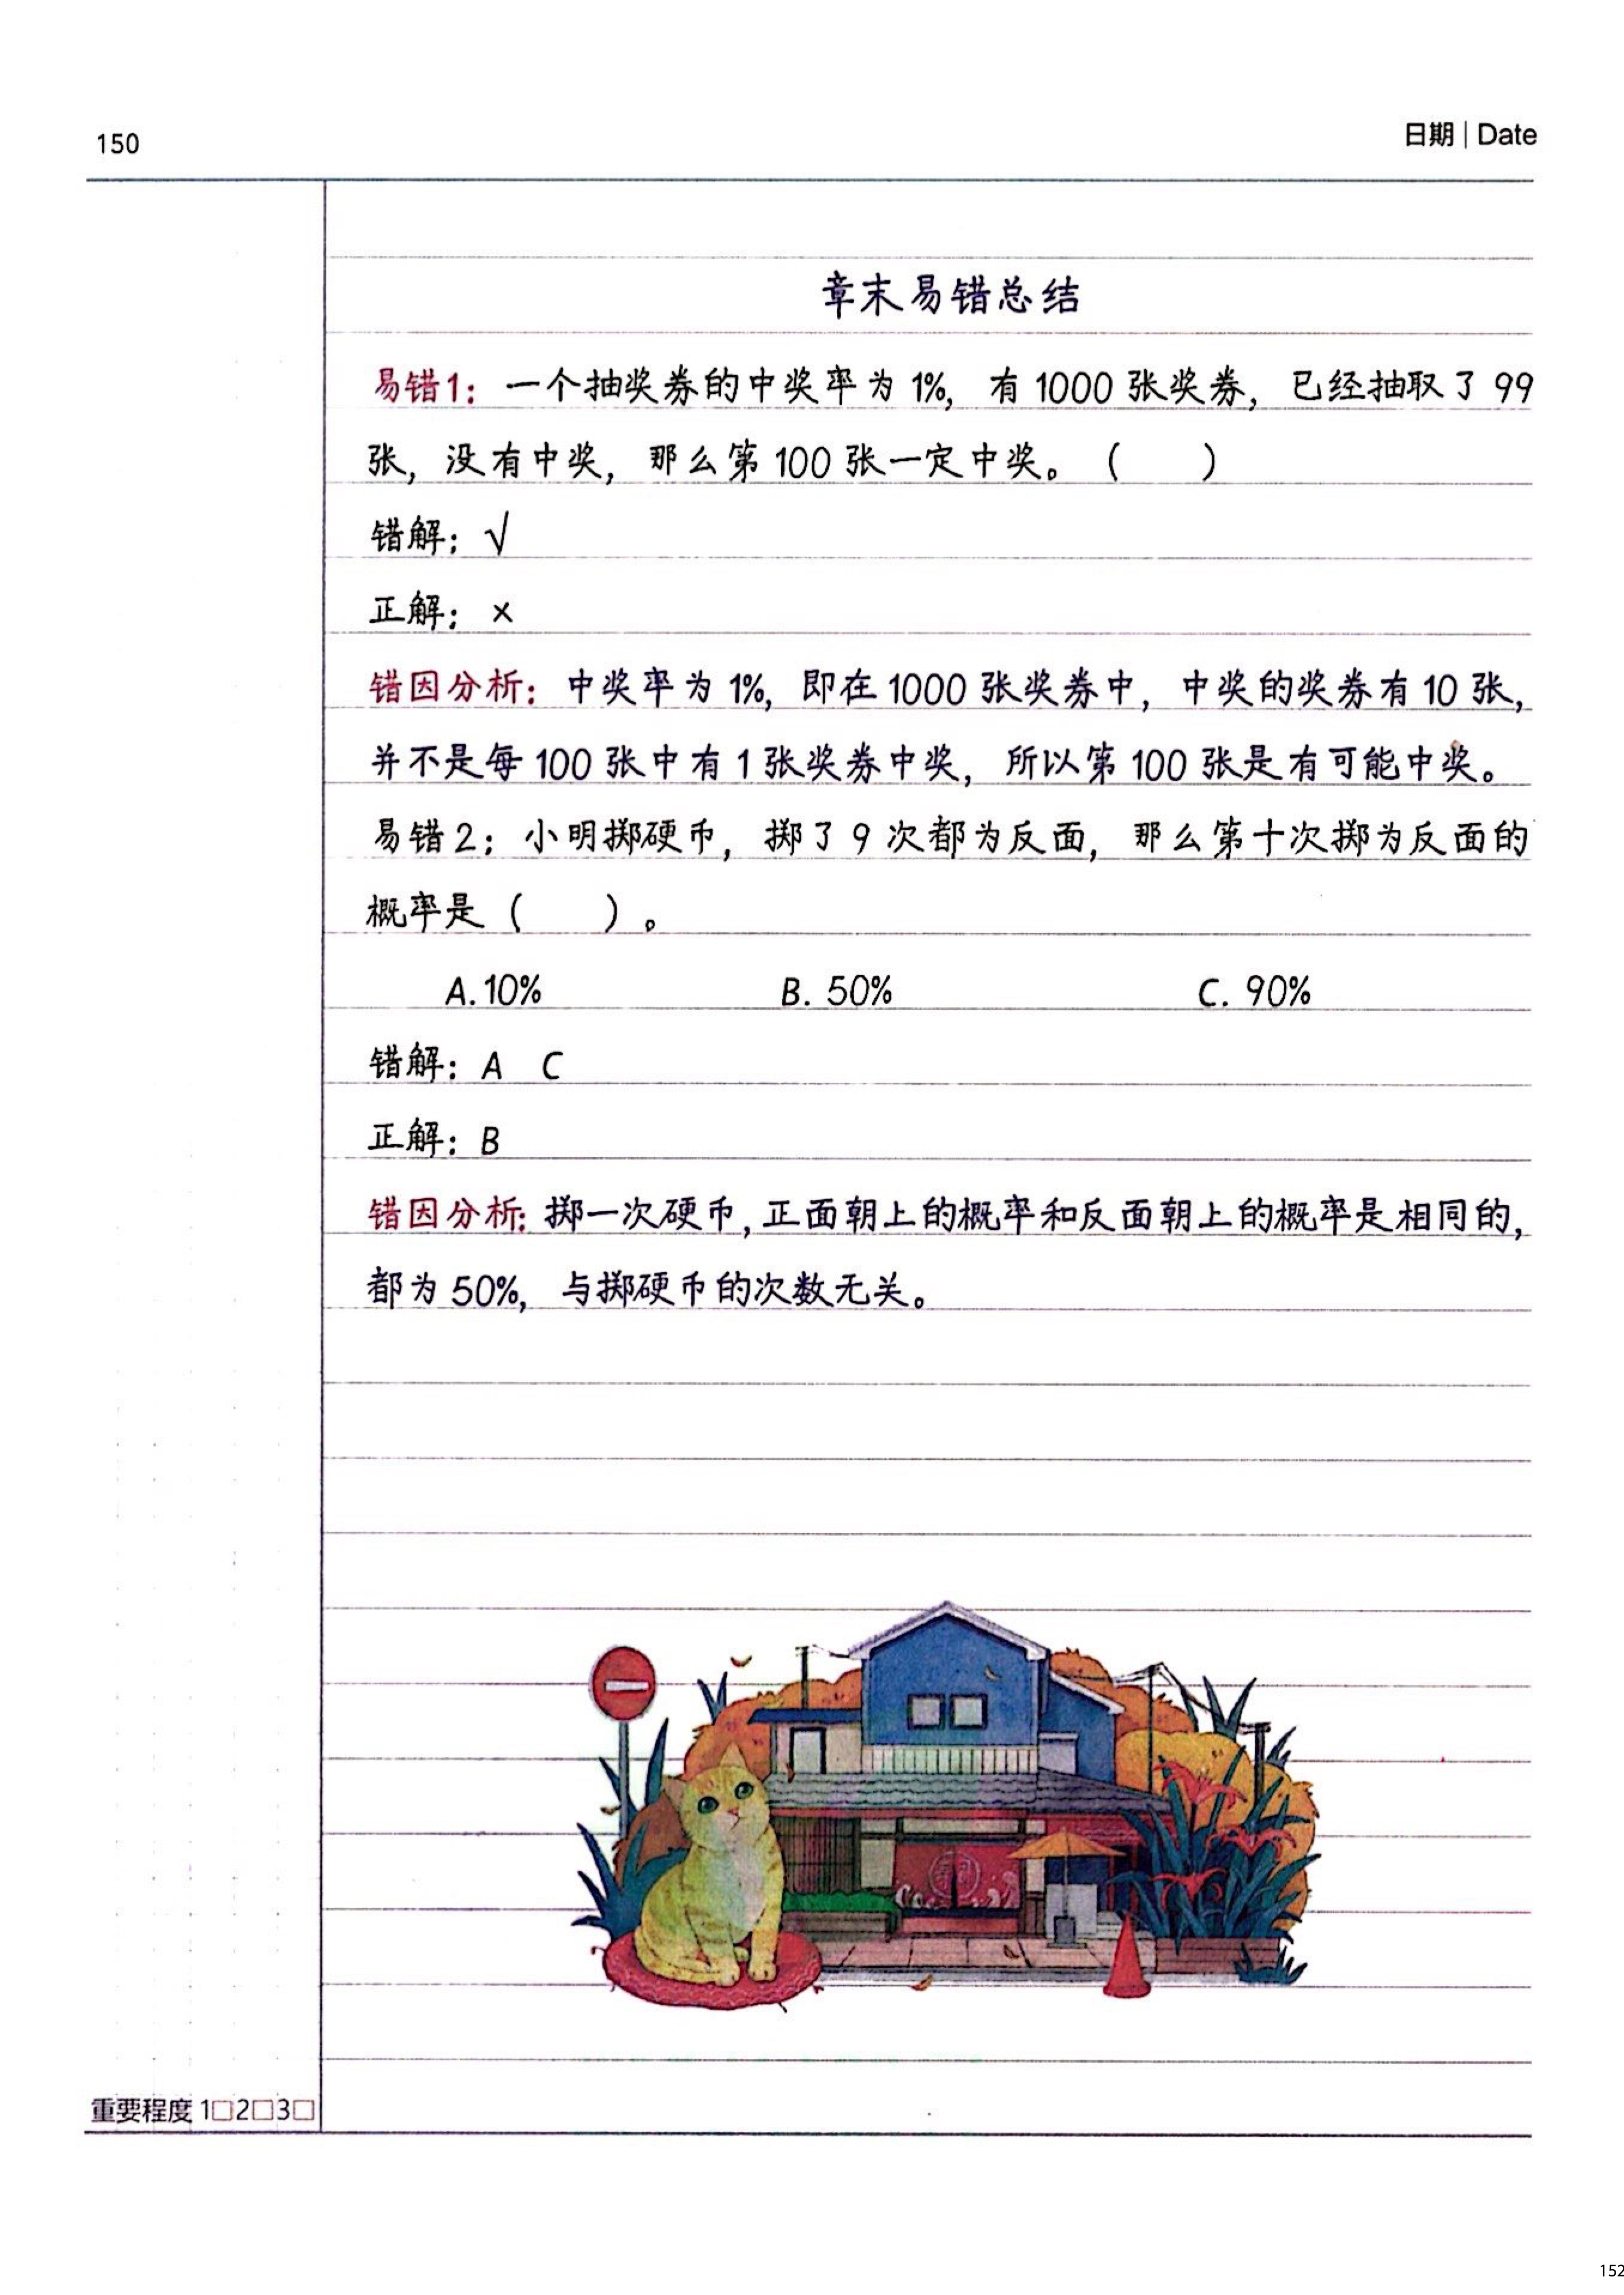 150
日期 | Date
章末易错总结
易错1：一个抽奖券的中奖率为1%，有1000张奖券，已经抽取了99
张，没有中奖，那么第100张一定中奖。（　　）
错解；√
正解；×
错因分析：中奖率为1%，即在1000张奖券中，中奖的奖券有10张，
并不是每100张中有1张奖券中奖，所以第100张是有可能中奖。
易错2；小明掷硬币，掷了9次都为反面，那么第十次掷为反面的
概率是（　　）。
A.10%　B. 50%　C. 90%
错解：A　C
正解：B
错因分析：掷一次硬币，正面朝上的概率和反面朝上的概率是相同的，
都为50%，与掷硬币的次数无关。
重要程度 1□2□3□
152